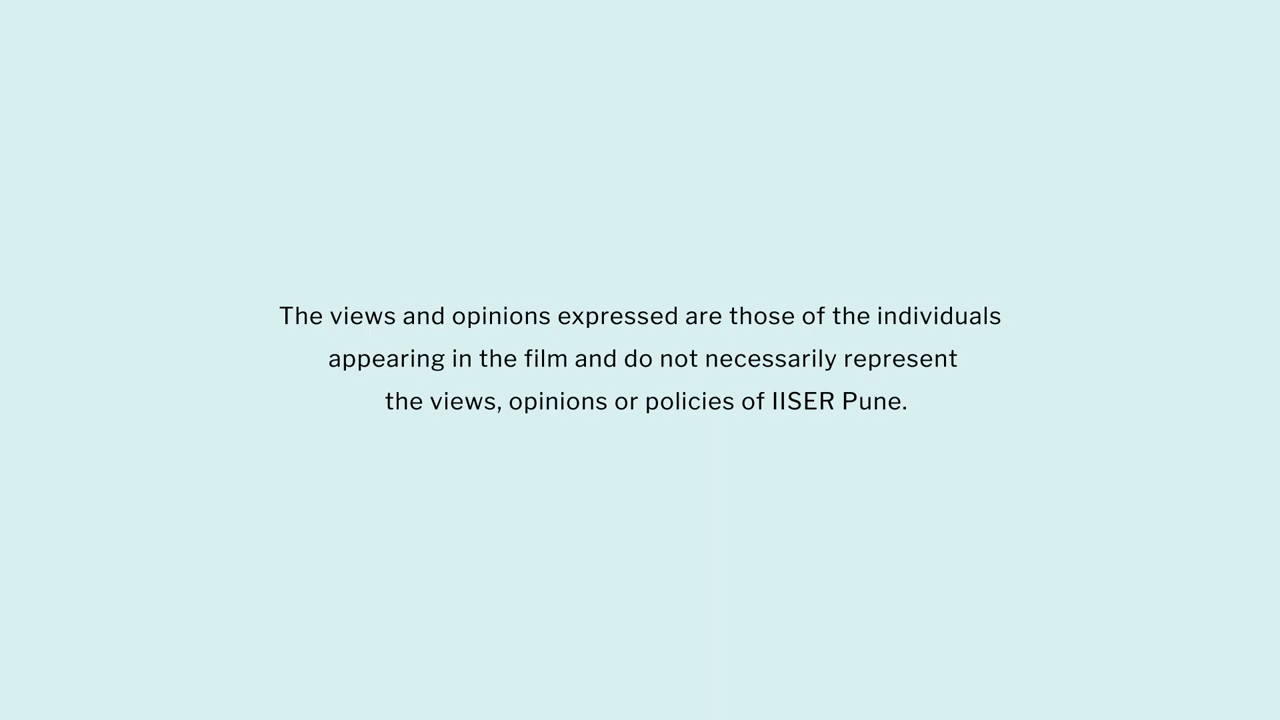 The views and opinions expressed are those of the individuals
appearing in the film and do not necessarily represent
the views, opinions or policies of IISER Pune.